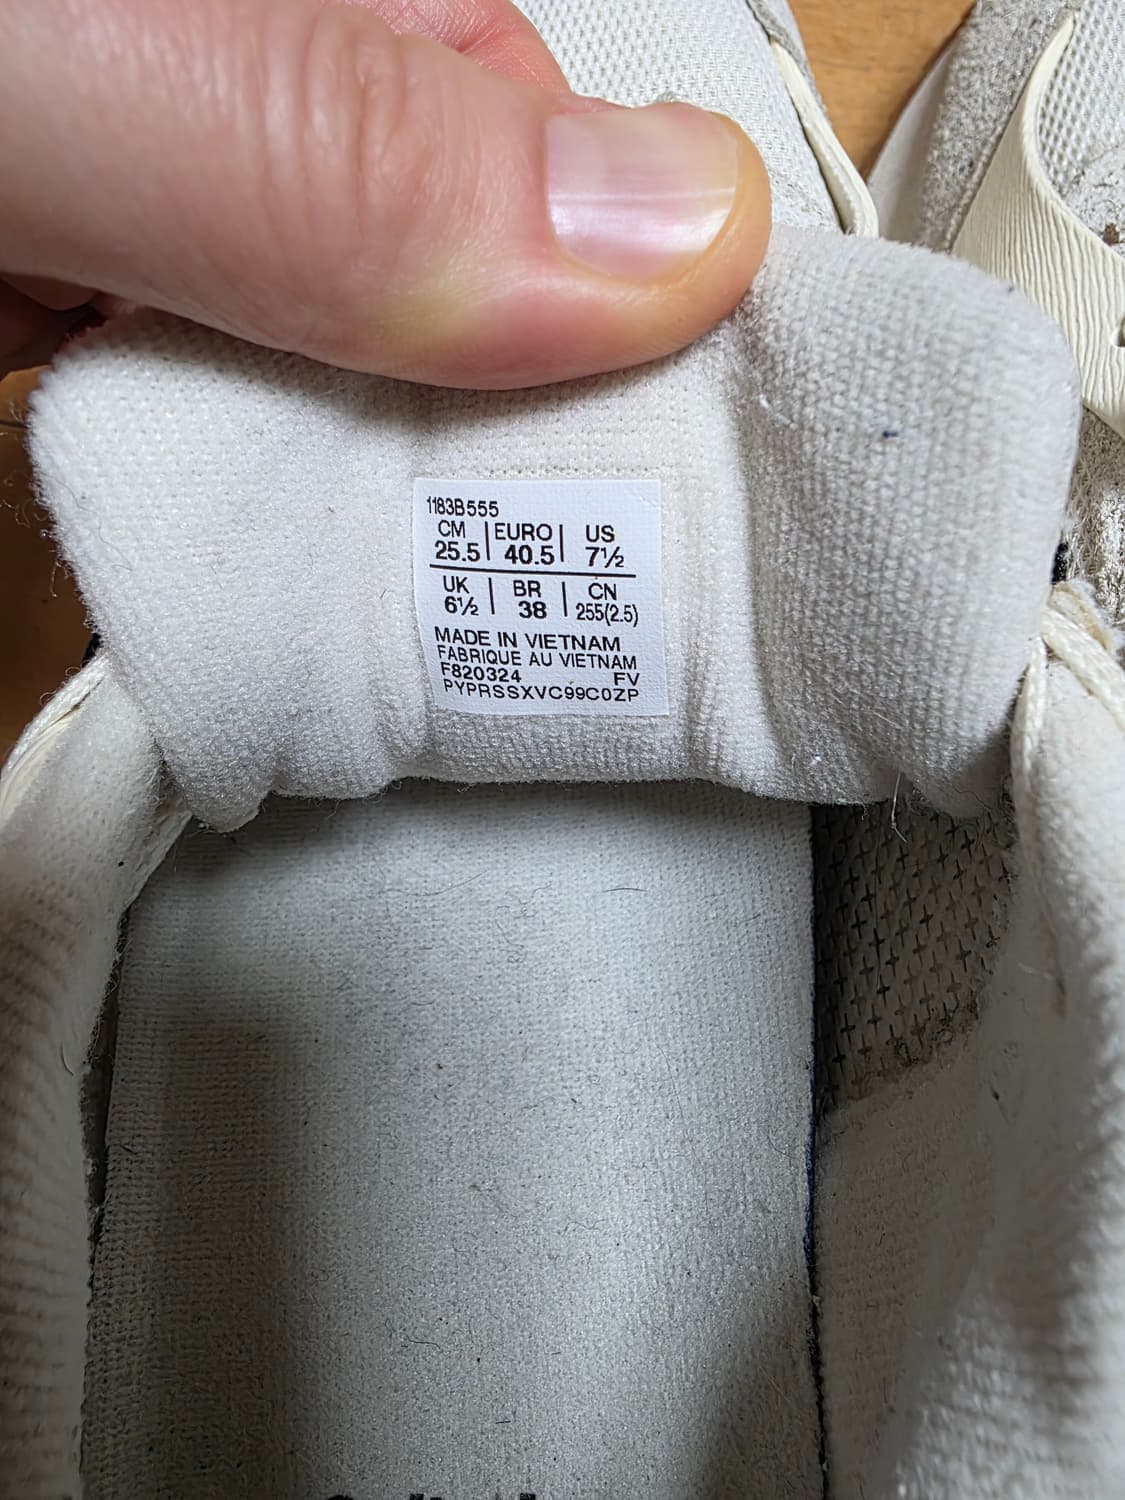 1183B555
CM | EURO | US
25.5 | 40.5 | 7½
UK | BR | CN
6½ | 38 | 255(2.5)
MADE IN VIETNAM
FABRIQUE AU VIETNAM
F820324 FV
PYPRSSXVC99C0ZP